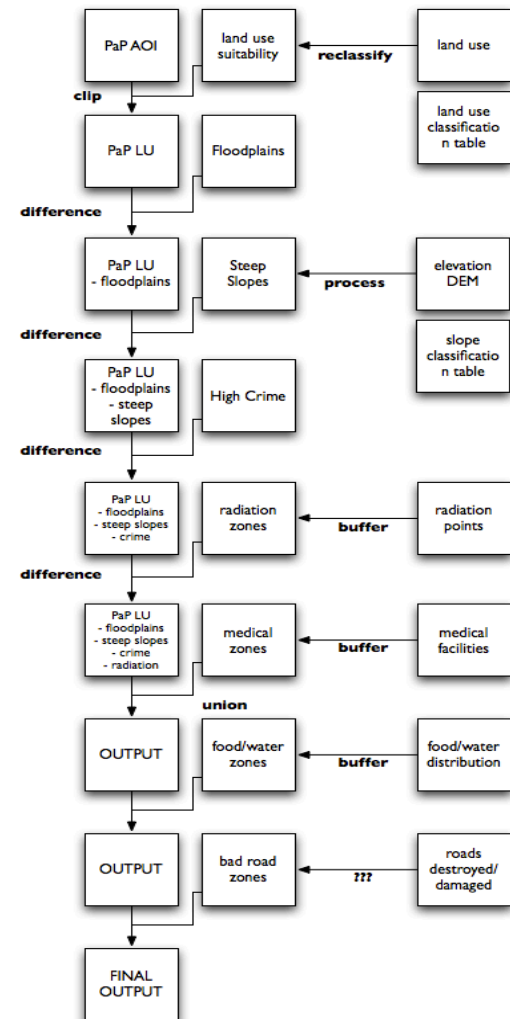 PaP AOI
land use
suitability
reclassify
land use
clip
land use
classificatio
n table
PaP LU
Floodplains
difference
PaP LU
- floodplains
Steep
Slopes
process
elevation
DEM
difference
slope
classificatio
n table
PaP LU
- floodplains
- steep
slopes
High Crime
difference
PaP LU
- floodplains
- steep slopes
- crime
radiation
zones
buffer
radiation
points
difference
PaP LU
- floodplains
- steep slopes
- crime
- radiation
medical
zones
buffer
medical
facilities
union
OUTPUT
food/water
zones
buffer
food/water
distribution
OUTPUT
bad road
zones
???
roads
destroyed/
damaged
FINAL
OUTPUT